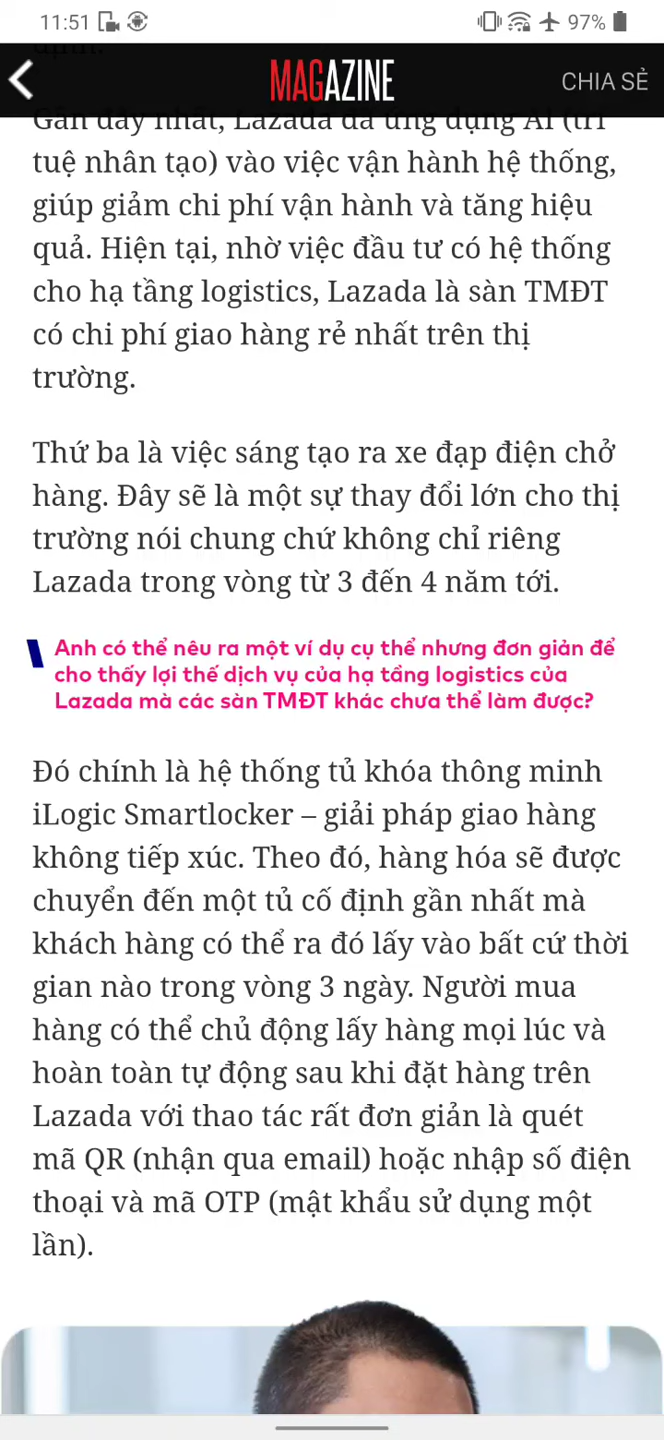 11:51
97%
MAGAZINE
CHIA SẺ
định.
Gần đây nhất, Lazada đã ứng dụng AI (trí
tuệ nhân tạo) vào việc vận hành hệ thống,
giúp giảm chi phí vận hành và tăng hiệu
quả. Hiện tại, nhờ việc đầu tư có hệ thống
cho hạ tầng logistics, Lazada là sàn TMĐT
có chi phí giao hàng rẻ nhất trên thị
trường.
Thứ ba là việc sáng tạo ra xe đạp điện chở
hàng. Đây sẽ là một sự thay đổi lớn cho thị
trường nói chung chứ không chỉ riêng
Lazada trong vòng từ 3 đến 4 năm tới.
Anh có thể nêu ra một ví dụ cụ thể nhưng đơn giản để
cho thấy lợi thế dịch vụ của hạ tầng logistics của
Lazada mà các sàn TMĐT khác chưa thể làm được?
Đó chính là hệ thống tủ khóa thông minh
iLogic Smartlocker – giải pháp giao hàng
không tiếp xúc. Theo đó, hàng hóa sẽ được
chuyển đến một tủ cố định gần nhất mà
khách hàng có thể ra đó lấy vào bất cứ thời
gian nào trong vòng 3 ngày. Người mua
hàng có thể chủ động lấy hàng mọi lúc và
hoàn toàn tự động sau khi đặt hàng trên
Lazada với thao tác rất đơn giản là quét
mã QR (nhận qua email) hoặc nhập số điện
thoại và mã OTP (mật khẩu sử dụng một
lần).